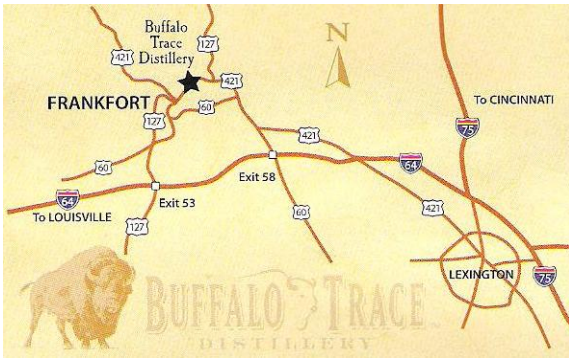 Buffalo
Trace
Distillery
N
127
421
421
FRANKFORT
60
127
To CINCINNATI
75
421
60
64
Exit 58
64
Exit 53
To LOUISVILLE
60
421
127
LEXINGTON
75
BUFFALO TRACE
DISTILLERY